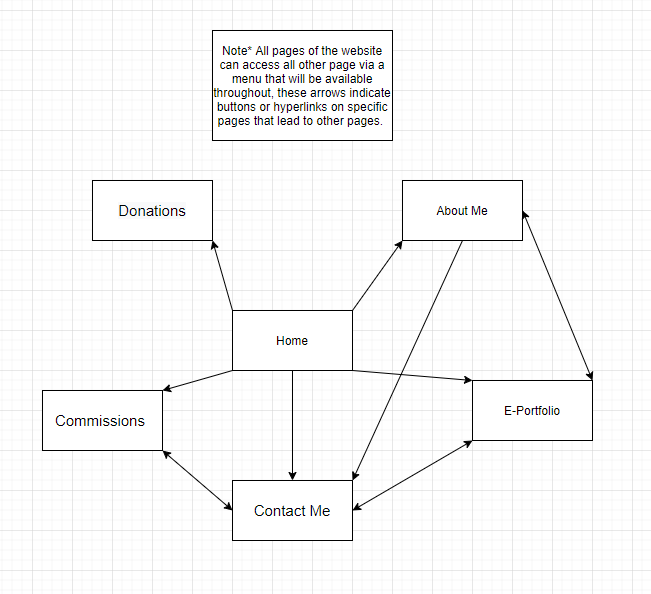 Note* All pages of the website
can access all other page via a
menu that will be available
throughout, these arrows indicate
buttons or hyperlinks on specific
pages that lead to other pages.
Donations
About Me
Home
E-Portfolio
Commissions
Contact Me